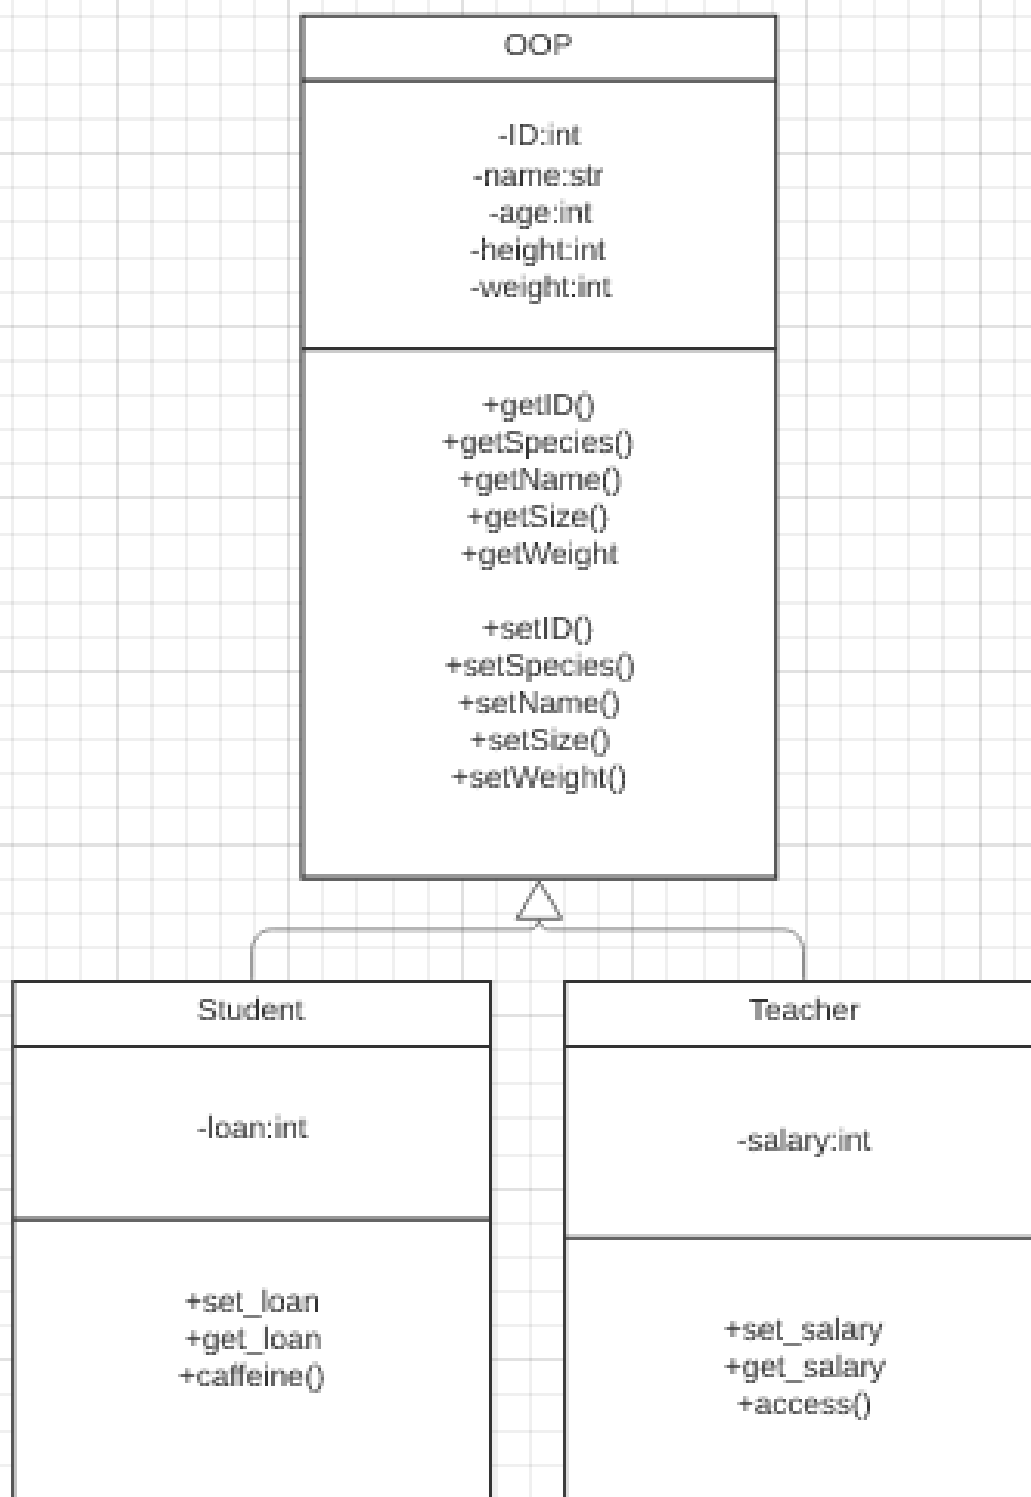 OOP
-ID:int
-name:str
-age:int
-height:int
-weight:int
+getID()
+getSpecies()
+getName()
+getSize()
+getWeight
+setID()
+setSpecies()
+setName()
+setSize()
+setWeight()
Student
-loan:int
+set_loan
+get_loan
+caffeine()
Teacher
-salary:int
+set_salary
+get_salary
+access()